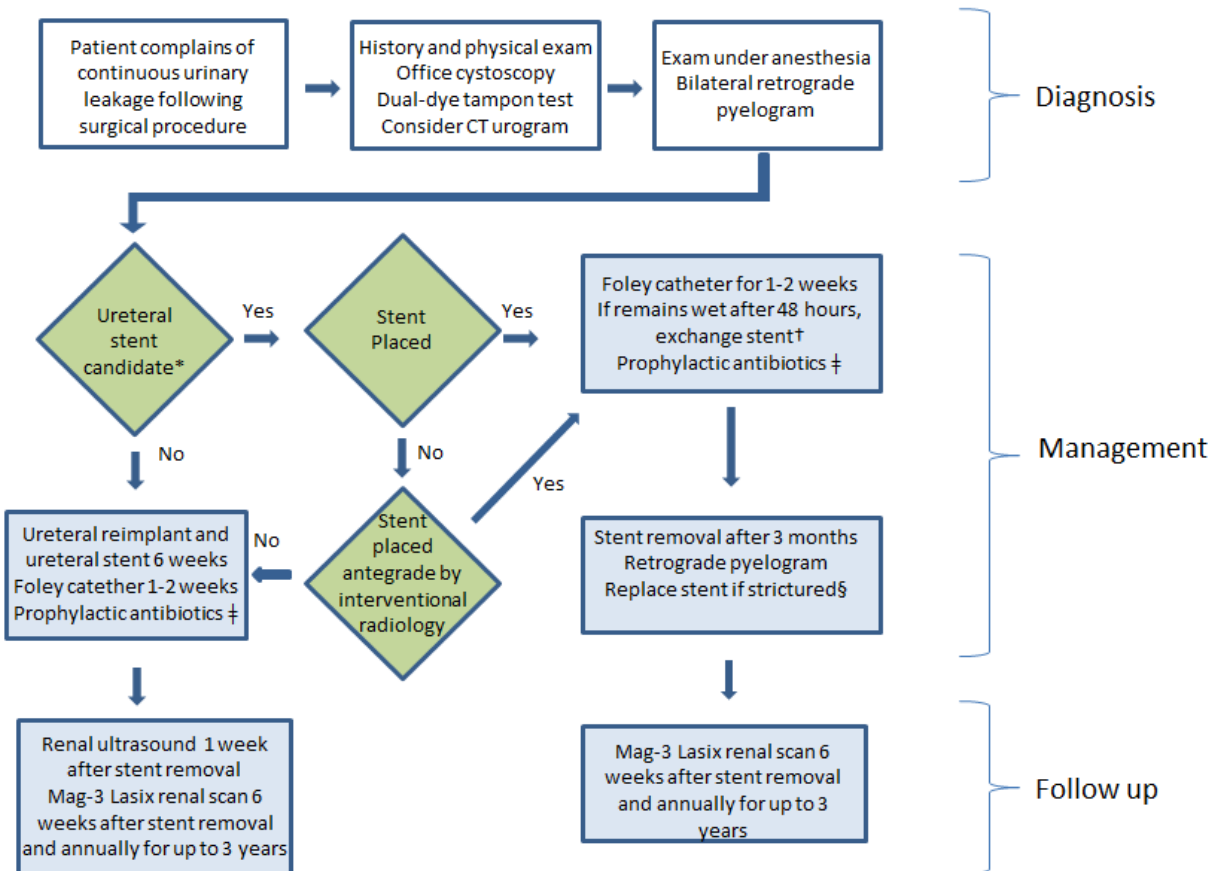 Patient complains of
continuous urinary
leakage following
surgical procedure
History and physical exam
Office cystoscopy
Dual-dye tampon test
Consider CT urogram
Exam under anesthesia
Bilateral retrograde
pyelogram
Diagnosis
Ureteral
stent
candidate*
Yes
Stent
Placed
Yes
Foley catheter for 1-2 weeks
If remains wet after 48 hours,
exchange stent†
Prophylactic antibiotics ‡
Management
No
No
Yes
Ureteral reimplant and
ureteral stent 6 weeks
Foley catether 1-2 weeks
Prophylactic antibiotics ‡
No
Stent
placed
antegrade by
interventional
radiology
Stent removal after 3 months
Retrograde pyelogram
Replace stent if strictured§
Renal ultrasound 1 week
after stent removal
Mag-3 Lasix renal scan 6
weeks after stent removal
and annually for up to 3 years
Mag-3 Lasix renal scan 6
weeks after stent removal
and annually for up to 3
years
Follow up